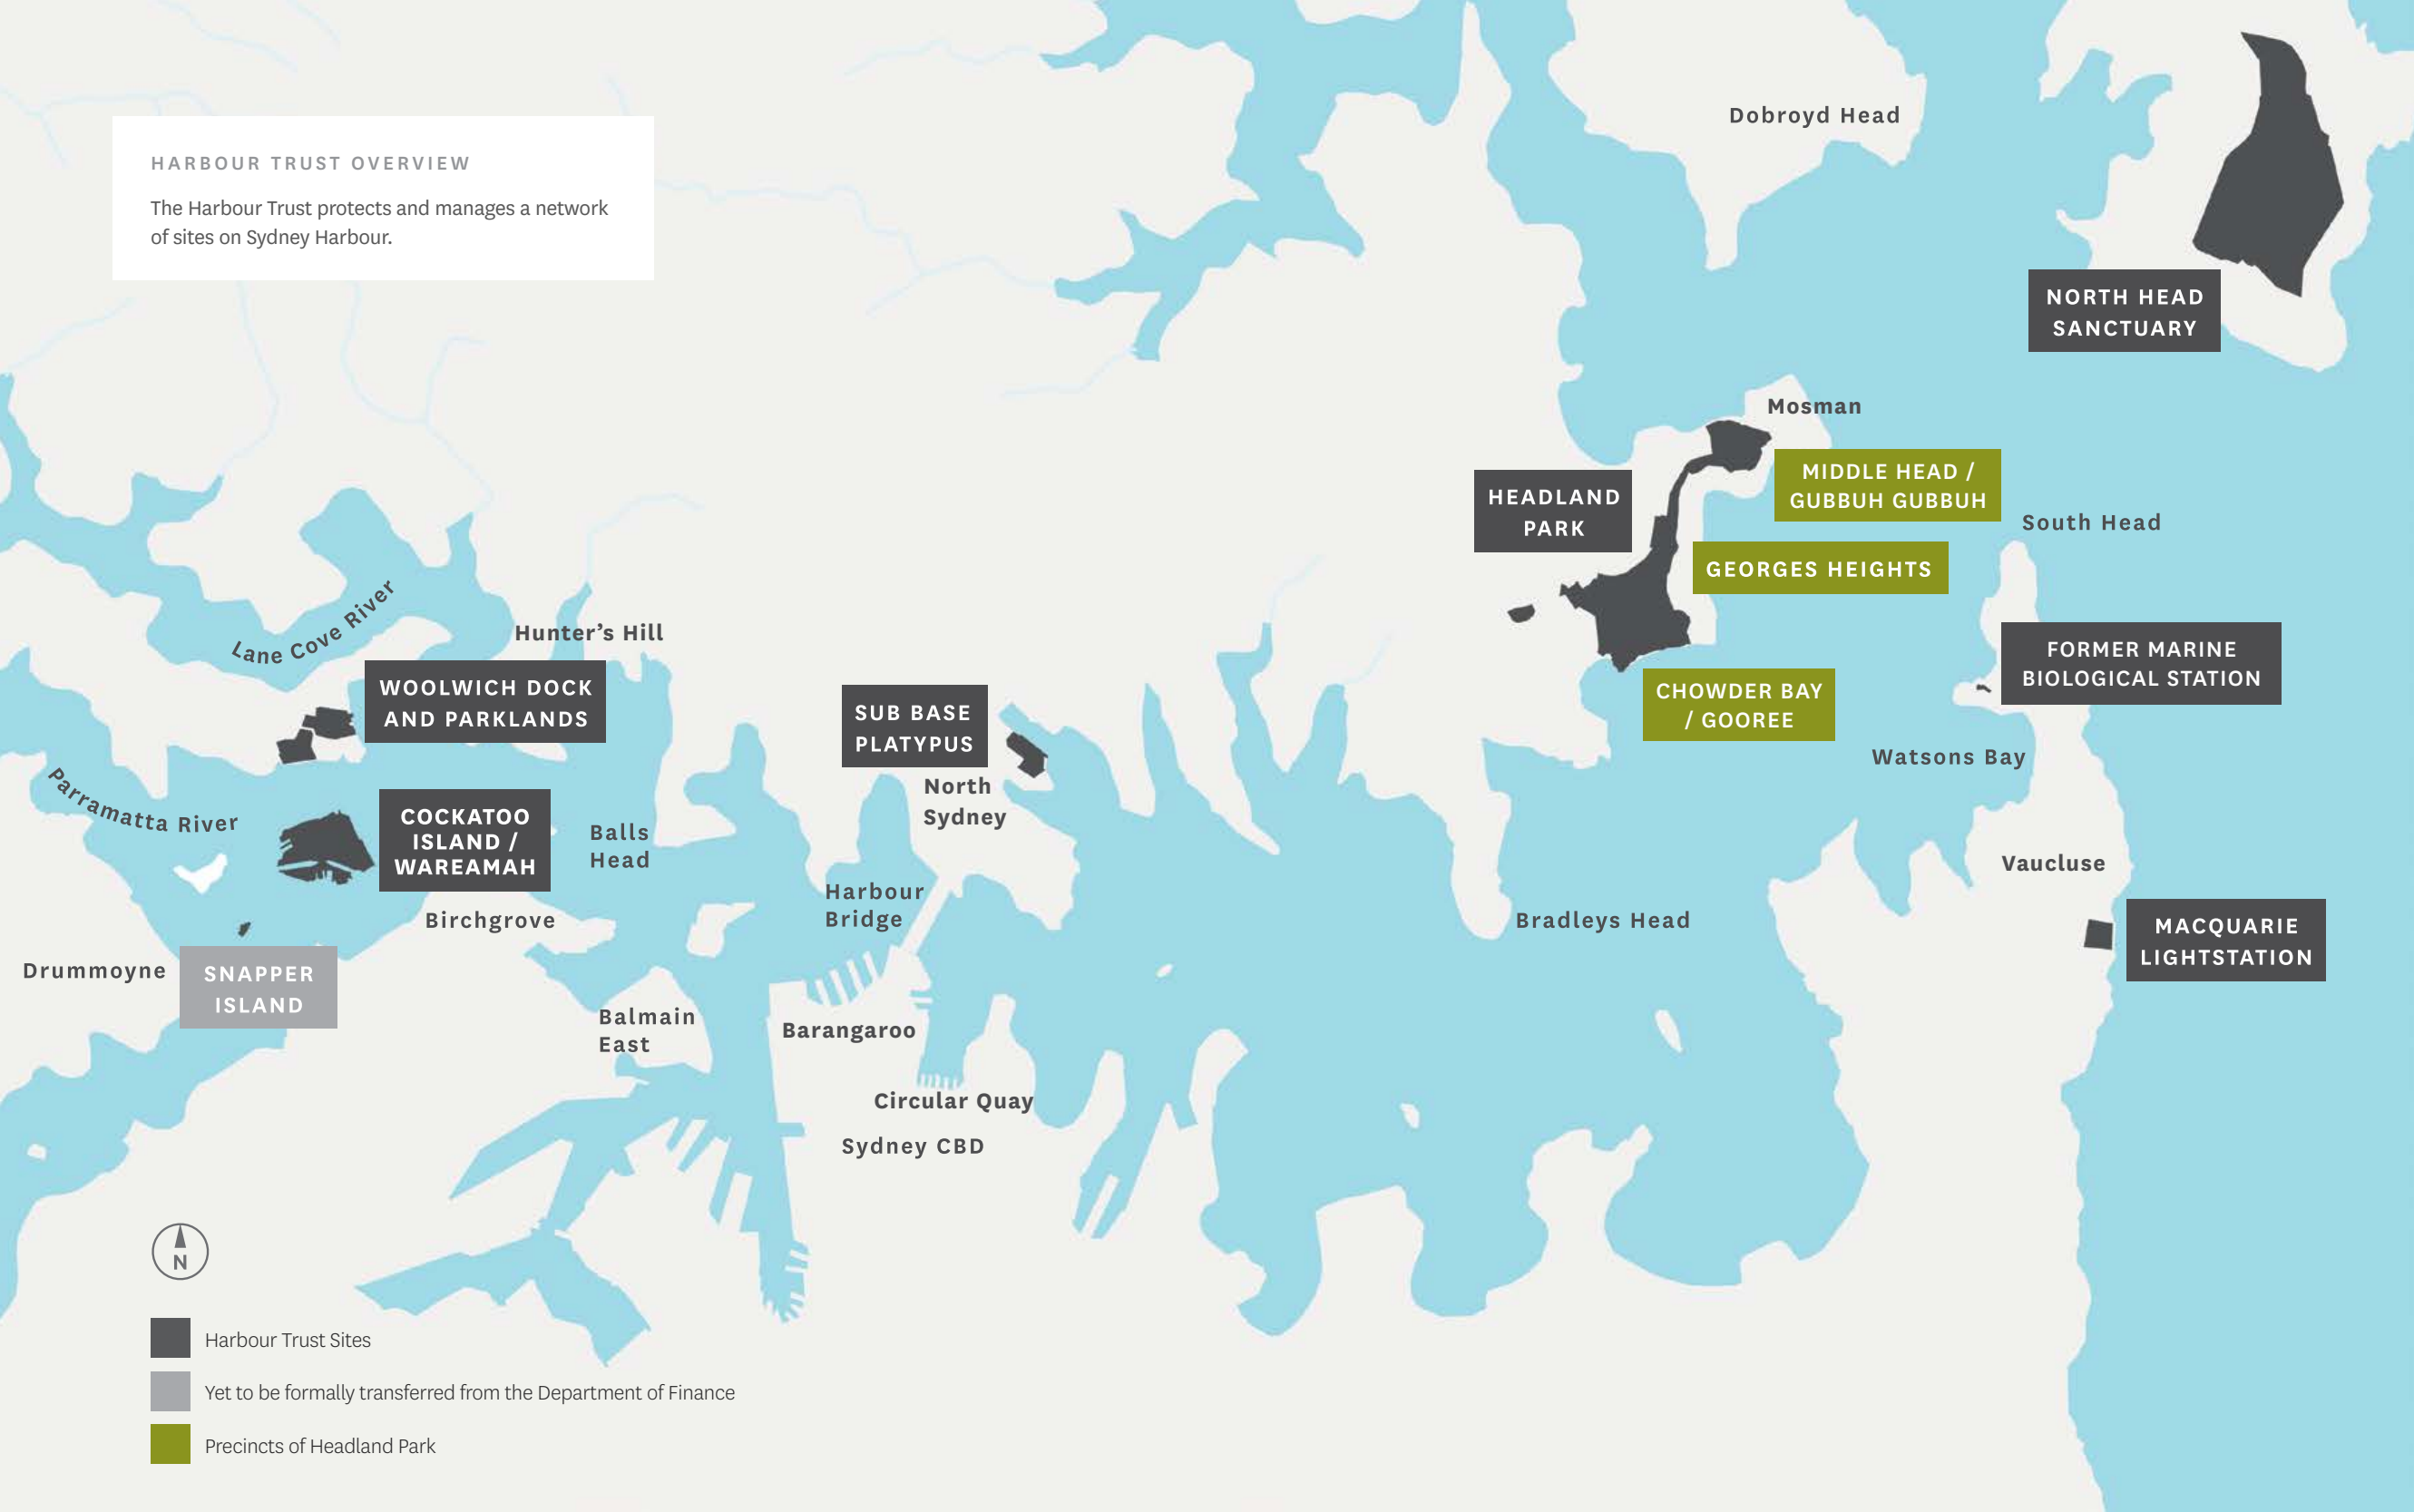 HARBOUR TRUST OVERVIEW
The Harbour Trust protects and manages a network
of sites on Sydney Harbour.
Dobroyd Head
NORTH HEAD
SANCTUARY
Mosman
MIDDLE HEAD /
GUBBUH GUBBUH
HEADLAND
PARK
South Head
GEORGES HEIGHTS
Lane Cove River
Hunter’s Hill
FORMER MARINE
BIOLOGICAL STATION
WOOLWICH DOCK
AND PARKLANDS
SUB BASE
PLATYPUS
CHOWDER BAY
/ GOOREE
Watsons Bay
North
Sydney
Parramatta River
COCKATOO
ISLAND /
WAREAMAH
Balls
Head
Vaucluse
Harbour
Bridge
Birchgrove
Bradleys Head
MACQUARIE
LIGHTSTATION
Drummoyne
SNAPPER
ISLAND
Balmain
East
Barangaroo
Circular Quay
Sydney CBD
N
Harbour Trust Sites
Yet to be formally transferred from the Department of Finance
Precincts of Headland Park